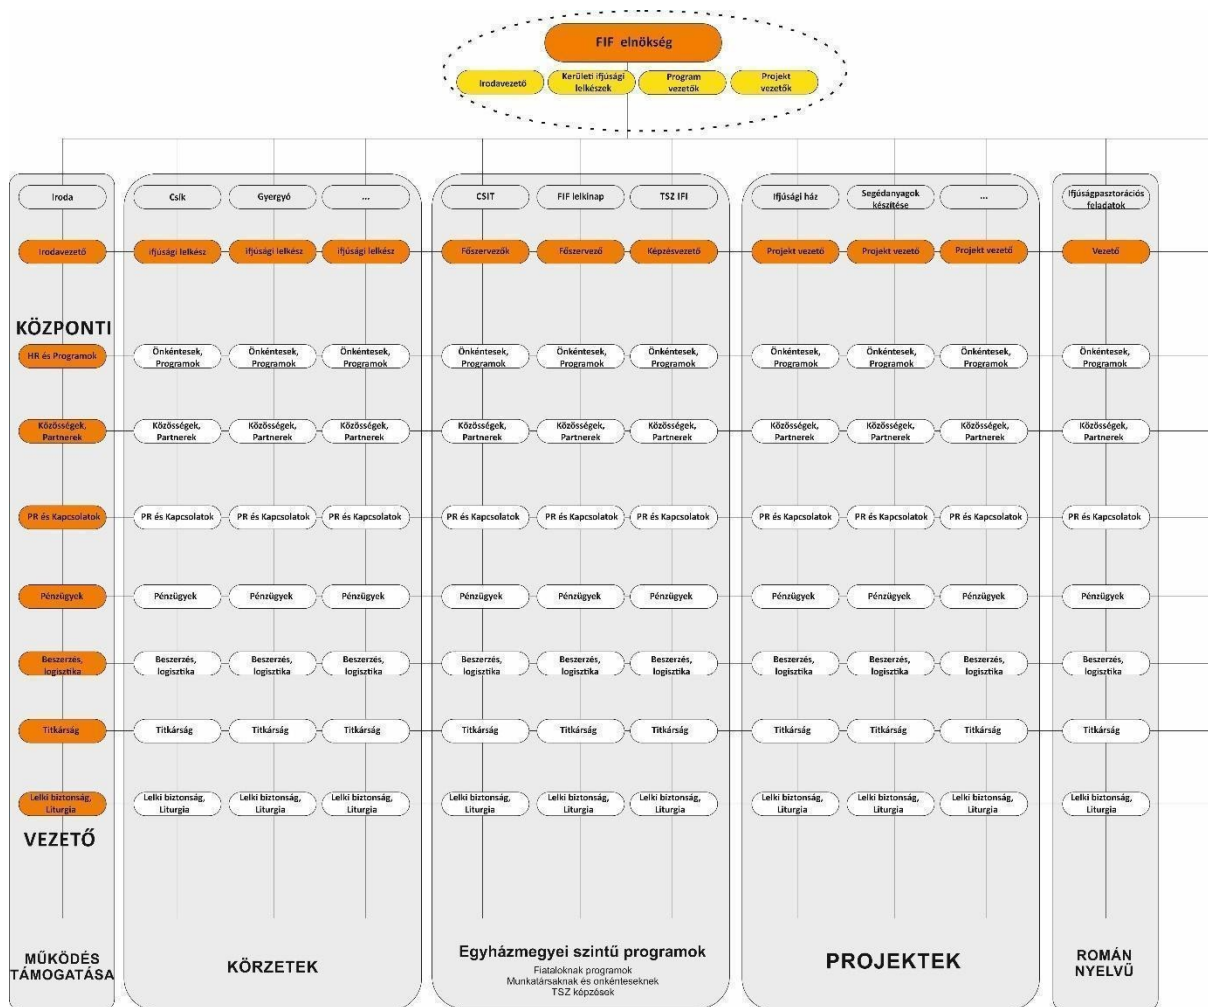 FIF elnökség
Irodavezető
Kerületi ifjúsági
lelkészek
Program
vezetők
Projekt
vezetők
Iroda
Csík
Gyergyó
...
CSIT
FIF lelkinap
TSZ IFI
Ifjúsági ház
Segédanyagok
készítése
...
Ifjúságpasztorációs
feladatok
Irodavezető
ifjúsági lelkész
ifjúsági lelkész
ifjúsági lelkész
Főszervezők
Főszervező
Képzésvezető
Projekt vezető
Projekt vezető
Projekt vezető
Vezető
KÖZPONTI
HR és Programok
Önkéntesek,
Programok
Önkéntesek,
Programok
Önkéntesek,
Programok
Önkéntesek,
Programok
Önkéntesek,
Programok
Önkéntesek,
Programok
Önkéntesek,
Programok
Önkéntesek,
Programok
Önkéntesek,
Programok
Önkéntesek,
Programok
Közösségek,
Partnerek
Közösségek,
Partnerek
Közösségek,
Partnerek
Közösségek,
Partnerek
Közösségek,
Partnerek
Közösségek,
Partnerek
Közösségek,
Partnerek
Közösségek,
Partnerek
Közösségek,
Partnerek
Közösségek,
Partnerek
Közösségek,
Partnerek
PR és Kapcsolatok
PR és Kapcsolatok
PR és Kapcsolatok
PR és Kapcsolatok
PR és Kapcsolatok
PR és Kapcsolatok
PR és Kapcsolatok
PR és Kapcsolatok
PR és Kapcsolatok
PR és Kapcsolatok
PR és Kapcsolatok
Pénzügyek
Pénzügyek
Pénzügyek
Pénzügyek
Pénzügyek
Pénzügyek
Pénzügyek
Pénzügyek
Pénzügyek
Pénzügyek
Pénzügyek
Beszerzés,
logisztika
Beszerzés,
logisztika
Beszerzés,
logisztika
Beszerzés,
logisztika
Beszerzés,
logisztika
Beszerzés,
logisztika
Beszerzés,
logisztika
Beszerzés,
logisztika
Beszerzés,
logisztika
Beszerzés,
logisztika
Beszerzés,
logisztika
Titkárság
Titkárság
Titkárság
Titkárság
Titkárság
Titkárság
Titkárság
Titkárság
Titkárság
Titkárság
Titkárság
Lelki biztonság,
Liturgia
Lelki biztonság,
Liturgia
Lelki biztonság,
Liturgia
Lelki biztonság,
Liturgia
Lelki biztonság,
Liturgia
Lelki biztonság,
Liturgia
Lelki biztonság,
Liturgia
Lelki biztonság,
Liturgia
Lelki biztonság,
Liturgia
Lelki biztonság,
Liturgia
Lelki biztonság,
Liturgia
VEZETŐ
MŰKÖDÉS
TÁMOGATÁSA
KÖRZETEK
Egyházmegyei szintű programok
Fiataloknak programok
Munkatársaknak és onkénteseknek
TSZ képzések
PROJEKTEK
ROMÁN
NYELVŰ